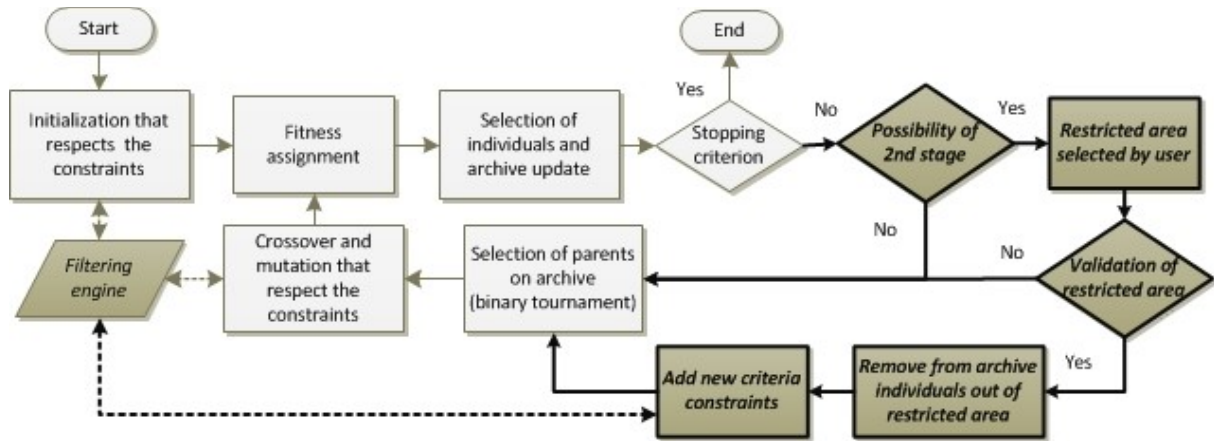 Start
End
Initialization that
respects the
constraints
Fitness
assignment
Selection of
individuals and
archive update
Yes
Stopping
criterion
No
Possibility of
2nd stage
Yes
Restricted area
selected by user
No
Filtering
engine
Crossover and
mutation that
respect the
constraints
Selection of parents
on archive
(binary tournament)
No
Validation of
restricted area
Yes
Add new criteria
constraints
Remove from archive
individuals out of
restricted area